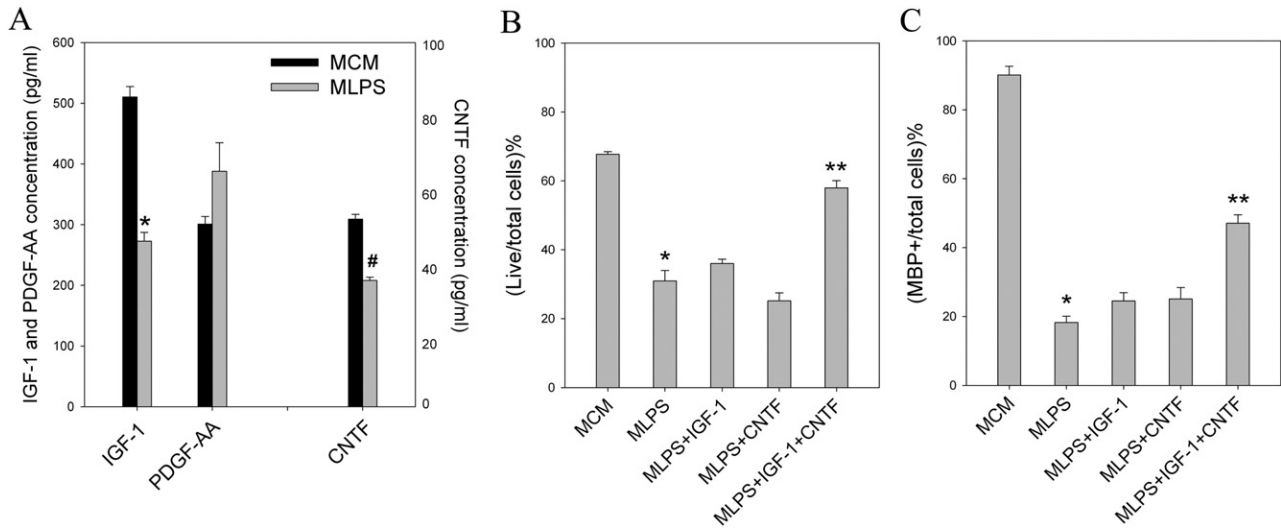 A
IGF-1 and PDGF-AA concentration (pg/ml)
600
500
400
300
200
100
0
MCM
MLPS
*
#
100
80
60
40
20
0
CNTF concentration (pg/ml)
IGF-1
PDGF-AA
CNTF
B
(Live/total cells)%
100
80
60
40
20
0
*
**
MCM
MLPS
MLPS+IGF-1
MLPS+CNTF
MLPS+IGF-1+CNTF
C
(MBP+/total cells)%
100
80
60
40
20
0
*
**
MCM
MLPS
MLPS+IGF-1
MLPS+CNTF
MLPS+IGF-1+CNTF